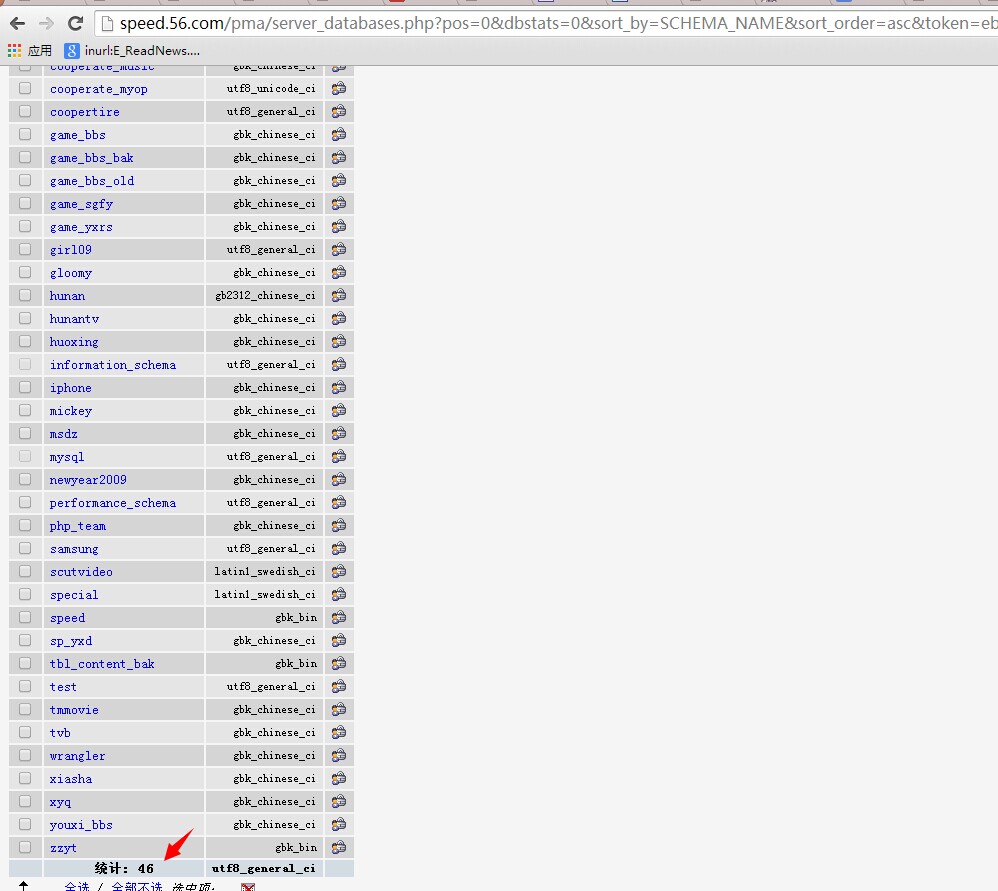 speed.56.com/pma/server_databases.php?pos=0&dbstats=0&sort_by=SCHEMA_NAME&sort_order=asc&token=eb
应用 inurl:E_ReadNews....
cooperate_music gbk_chinese_ci
cooperate_myop utf8_unicode_ci
coopertire utf8_general_ci
game_bbs gbk_chinese_ci
game_bbs_bak gbk_chinese_ci
game_bbs_old gbk_chinese_ci
game_sgfy gbk_chinese_ci
game_yxrs gbk_chinese_ci
girl09 utf8_general_ci
gloomy gbk_chinese_ci
hunan gb2312_chinese_ci
hunantv gbk_chinese_ci
huoxing gbk_chinese_ci
information_schema utf8_general_ci
iphone gbk_chinese_ci
mickey gbk_chinese_ci
msdz gbk_chinese_ci
mysql utf8_general_ci
newyear2009 gbk_chinese_ci
performance_schema utf8_general_ci
php_team gbk_chinese_ci
samsung utf8_general_ci
scutvideo latin1_swedish_ci
special latin1_swedish_ci
speed gbk_bin
sp_yxd gbk_chinese_ci
tbl_content_bak gbk_bin
test utf8_general_ci
tmmovie gbk_chinese_ci
tvb gbk_chinese_ci
wrangler gbk_chinese_ci
xiasha gbk_chinese_ci
xyq gbk_chinese_ci
youxi_bbs gbk_chinese_ci
zzyt gbk_bin
统计: 46 utf8_general_ci
全选 / 全部不选 选中项: